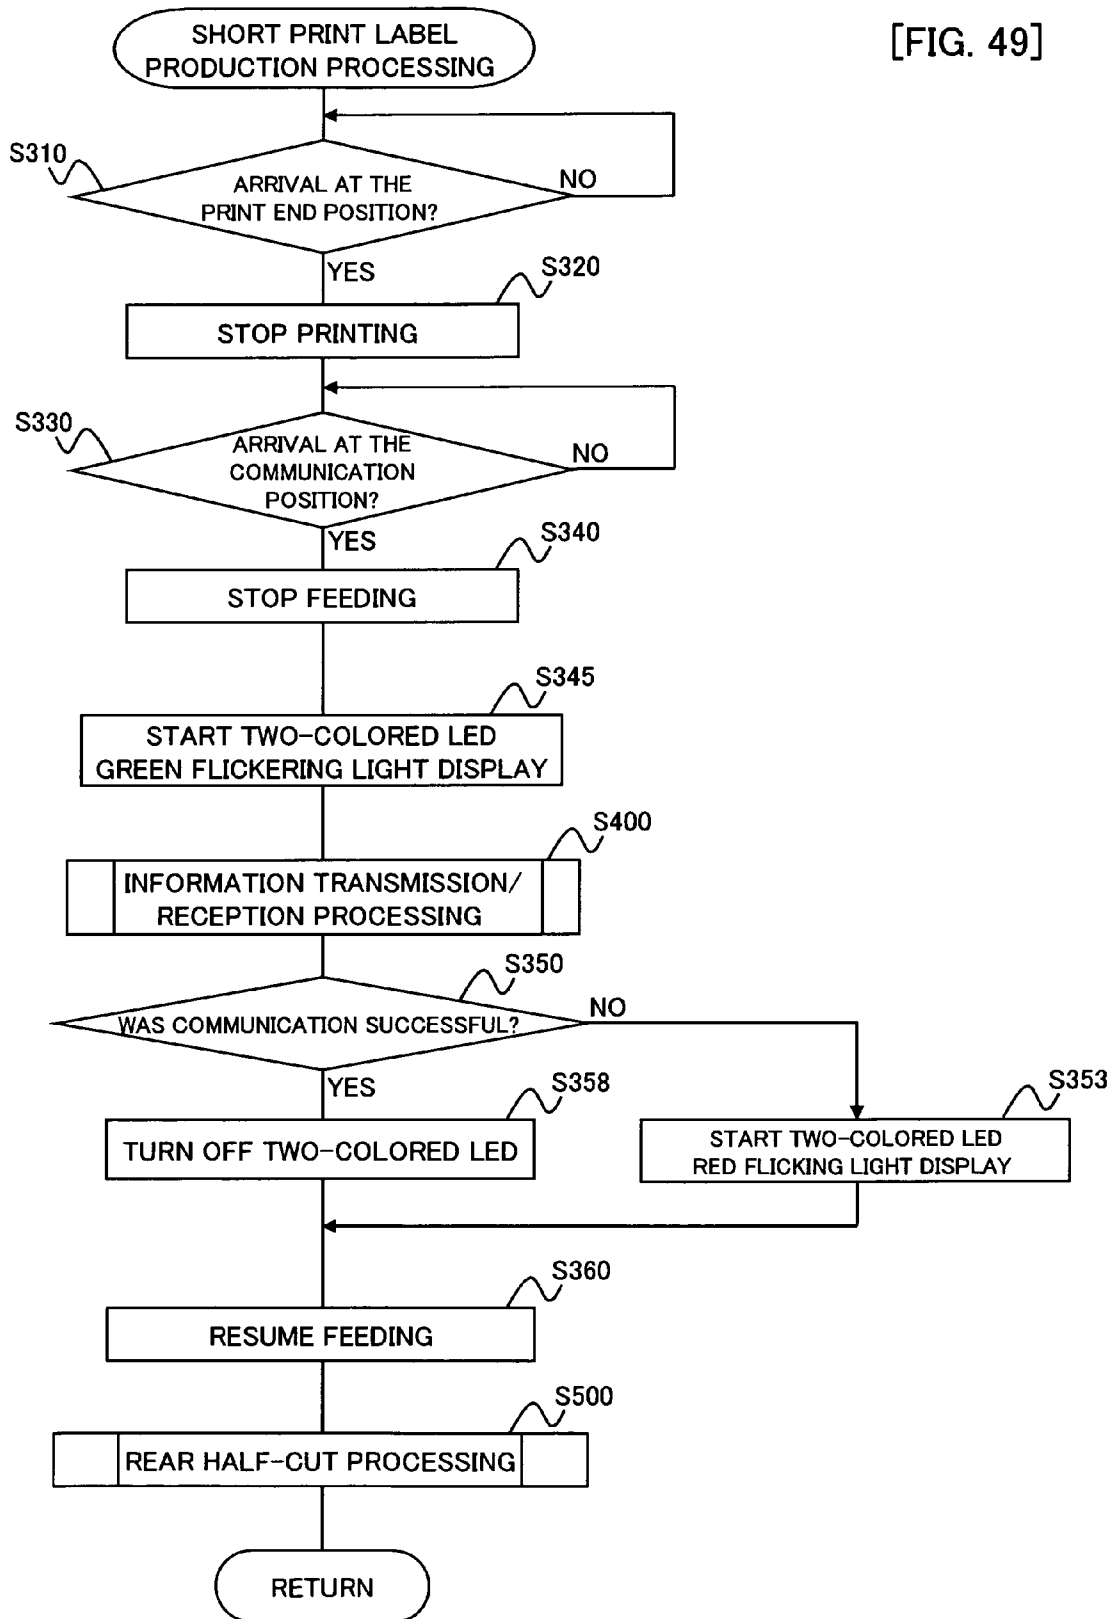 [FIG. 49]
SHORT PRINT LABEL
PRODUCTION PROCESSING
S310
ARRIVAL AT THE
PRINT END POSITION?
NO
YES
S320
STOP PRINTING
S330
ARRIVAL AT THE
COMMUNICATION
POSITION?
NO
YES
S340
STOP FEEDING
S345
START TWO-COLORED LED
GREEN FLICKERING LIGHT DISPLAY
S400
INFORMATION TRANSMISSION/
RECEPTION PROCESSING
S350
WAS COMMUNICATION SUCCESSFUL?
NO
YES
S358
TURN OFF TWO-COLORED LED
S353
START TWO-COLORED LED
RED FLICKING LIGHT DISPLAY
S360
RESUME FEEDING
S500
REAR HALF-CUT PROCESSING
RETURN